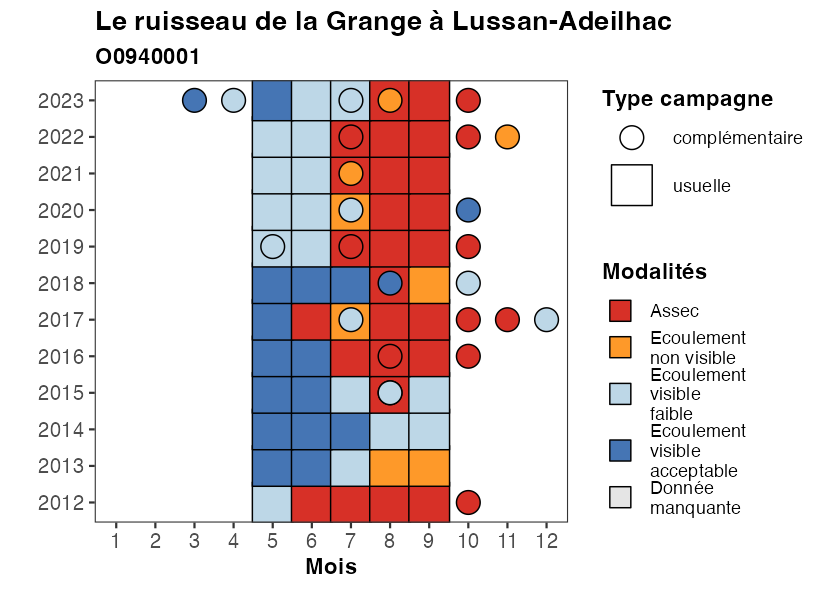 Le ruisseau de la Grange à Lussan-Adeilhac
O0940001
2023
2022
2021
2020
2019
2018
2017
2016
2015
2014
2013
2012
1 2 3 4 5 6 7 8 9 10 11 12
Mois
Type campagne
complémentaire
usuelle
Modalités
Assec
Ecoulement
non visible
Ecoulement
visible
faible
Ecoulement
visible
acceptable
Donnée
manquante